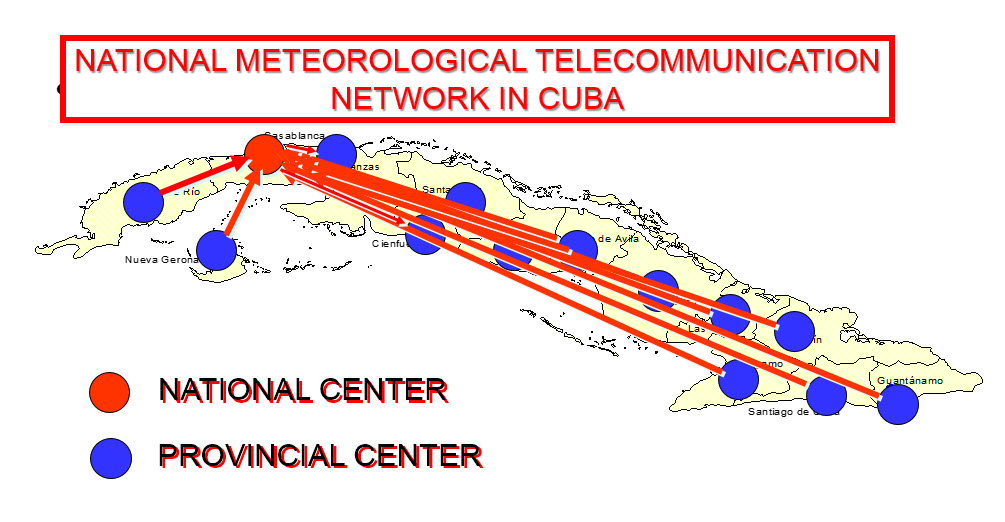 NATIONAL METEOROLOGICAL TELECOMMUNICATION
NETWORK IN CUBA
Casablanca
Río
Nueva Gerona
de Avila
Las
Guantánamo
Santiago de
NATIONAL CENTER
PROVINCIAL CENTER